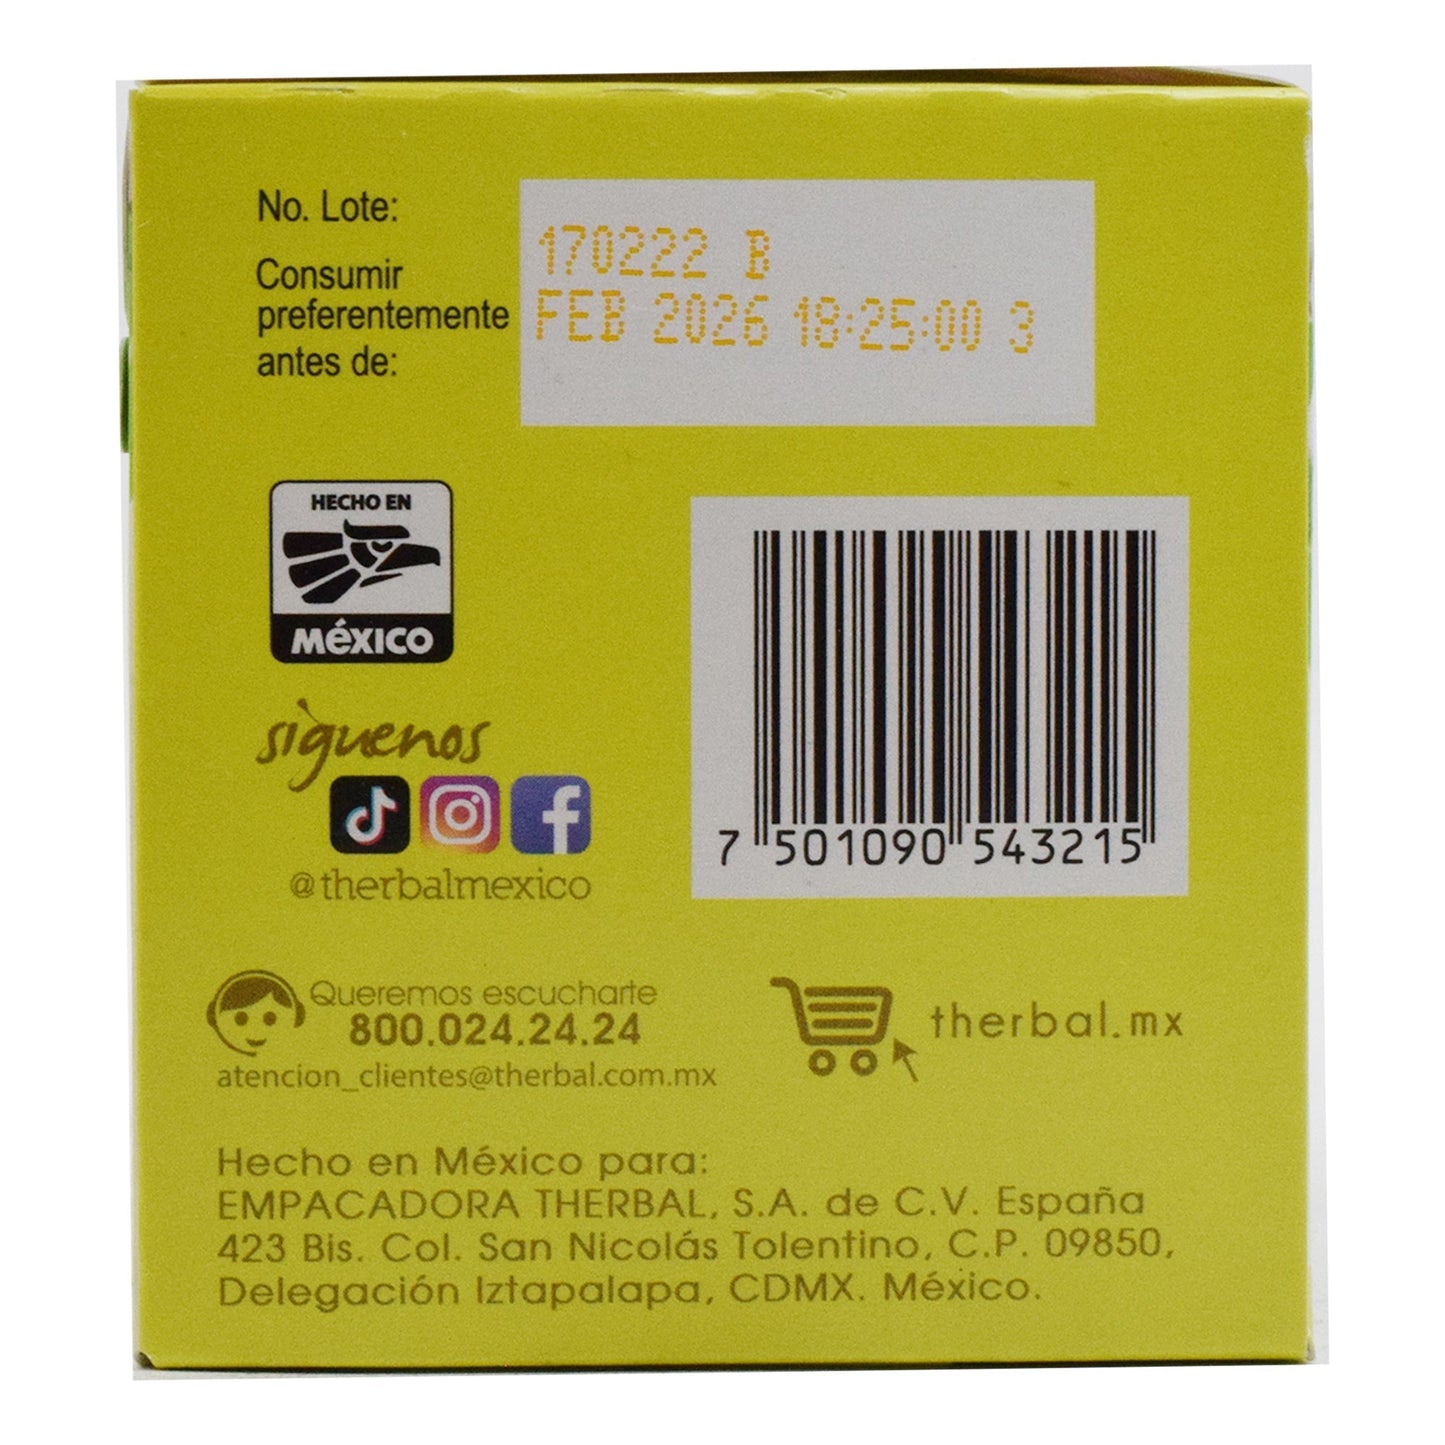 No. Lote:
170222 B
Consumir
preferentemente
antes de:
FEB 2026 18:25:00 3
HECHO EN
MéXICO
síguenos
@therbalmexico
7 501090 543215
Queremos escucharte
800.024.24.24
atencion_clientes@therbal.com.mx
therbal.mx
Hecho en México para:
EMPACADORA THERBAL, S.A. de C.V. España
423 Bis. Col. San Nicolás Tolentino, C.P. 09850,
Delegación Iztapalapa, CDMX. México.